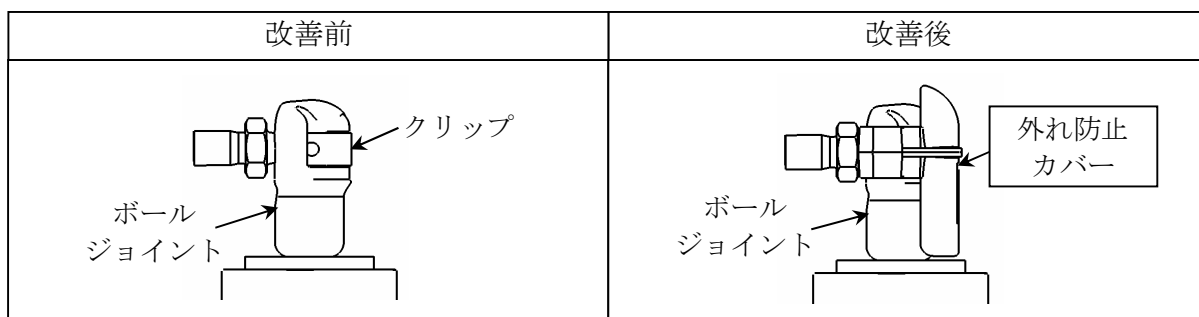 改善前
改善後
クリップ
ボール
ジョイント
外れ防止
カバー
ボール
ジョイント